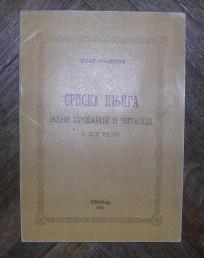 СРПСКА КЊИГА
ЊЕНИ ПРОДАВЦИ И ЧИТАОЦИ
У XIX ВЕКУ
БЕОГРАД